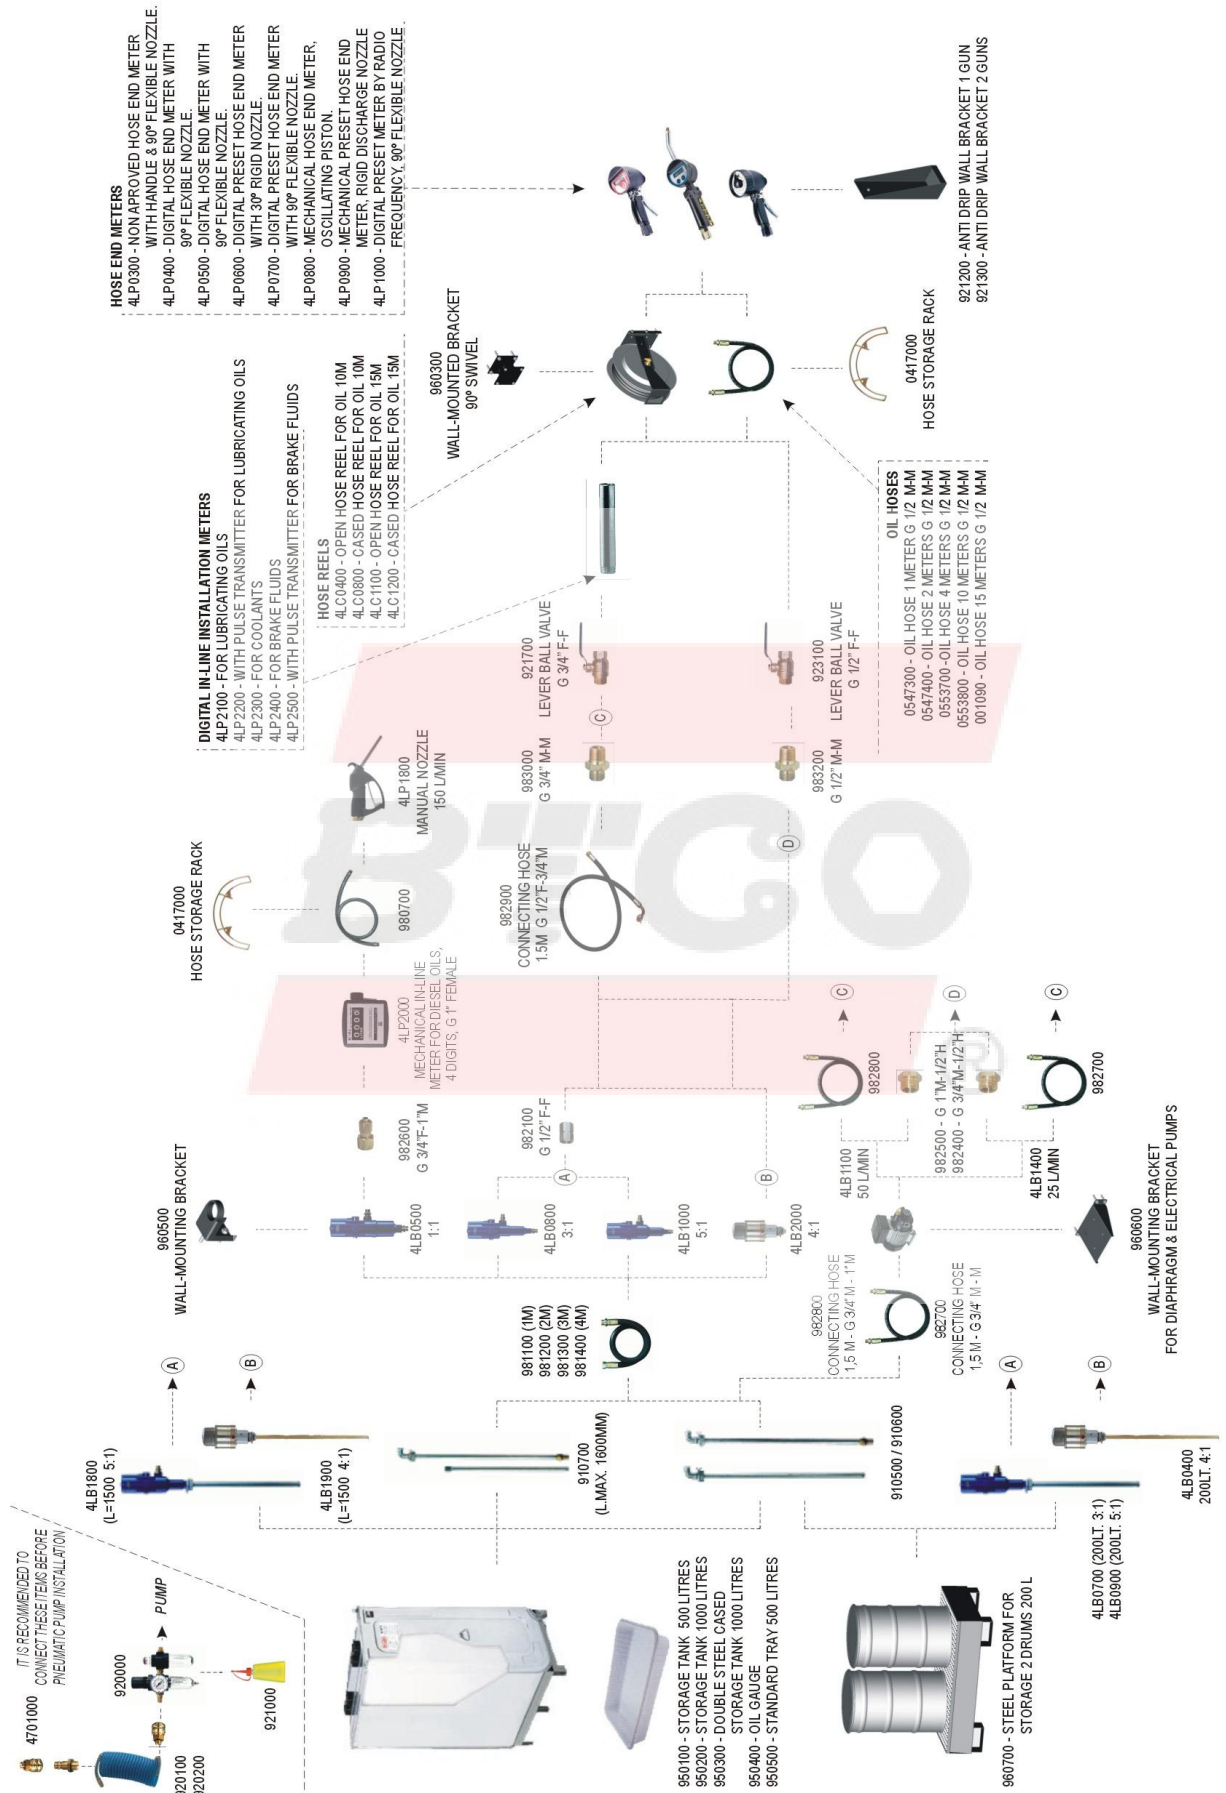 IT IS RECOMMENDED TO
CONNECT THESE ITEMS BEFORE
PNEUMATIC PUMP INSTALLATION
4701000
920000
PUMP
921000
920100
920200
950100 - STORAGE TANK 500 LITRES
950200 - STORAGE TANK 1000 LITRES
950300 - DOUBLE STEEL CASED
STORAGE TANK 1000 LITRES
950400 - OIL GAUGE
950500 - STANDARD TRAY 500 LITRES
960700 - STEEL PLATFORM FOR
STORAGE 2 DRUMS 200 L
4LB1800
(L=1500 5:1)
4LB1900
(L=1500 4:1)
A
B
910700
(L.MAX. 1600MM)
910500 / 910600
4LB0700 (200LT. 3:1)
4LB0900 (200LT. 5:1)
4LB0400
200LT. 4:1
A
B
960500
WALL-MOUNTING BRACKET
981100 (1M)
981200 (2M)
981300 (3M)
981400 (4M)
982800
CONNECTING HOSE
1,5 M - G 3/4" M - 1" M
982700
CONNECTING HOSE
1,5 M - G 3/4" M - M
960600
WALL-MOUNTING BRACKET
FOR DIAPHRAGM & ELECTRICAL PUMPS
4LB0500
1:1
4LB0800
3:1
4LB1000
5:1
4LB2000
4:1
A
B
4LB1100
50 L/MIN
4LB1400
25 L/MIN
982600
G 3/4"F-1"M
982100
G 1/2" F-F
982800
982500 - G 1"M-1/2"H
982400 - G 3/4"M-1/2"H
982700
C
D
C
4LP2000
MECHANICAL IN-LINE
METER FOR DIESEL OILS,
4 DIGITS, G 1" FEMALE
0417000
HOSE STORAGE RACK
980700
982900
CONNECTING HOSE
1.5M G 1/2"F-3/4"M
4LP1800
MANUAL NOZZLE
150 L/MIN
983000
G 3/4" M-M
983200
G 1/2" M-M
C
D
921700
LEVER BALL VALVE
G 3/4" F-F
923100
LEVER BALL VALVE
G 1/2" F-F
BETCO
®
DIGITAL IN-LINE INSTALLATION METERS
4LP2100 - FOR LUBRICATING OILS
4LP2200 - WITH PULSE TRANSMITTER FOR LUBRICATING OILS
4LP2300 - FOR COOLANTS
4LP2400 - FOR BRAKE FLUIDS
4LP2500 - WITH PULSE TRANSMITTER FOR BRAKE FLUIDS
HOSE REELS
4LC0400 - OPEN HOSE REEL FOR OIL 10M
4LC0800 - CASED HOSE REEL FOR OIL 10M
4LC1100 - OPEN HOSE REEL FOR OIL 15M
4LC1200 - CASED HOSE REEL FOR OIL 15M
OIL HOSES
0547300 - OIL HOSE 1 METER G 1/2 M-M
0547400 - OIL HOSE 2 METERS G 1/2 M-M
0553700 -OIL HOSE 4 METERS G 1/2 M-M
0553800 - OIL HOSE 10 METERS G 1/2 M-M
001090 - OIL HOSE 15 METERS G 1/2 M-M
960300
WALL-MOUNTED BRACKET
90º SWIVEL
0417000
HOSE STORAGE RACK
HOSE END METERS
4LP0300 - NON APROVED HOSE END METER
WITH HANDLE & 90º FLEXIBLE NOZZLE.
4LP0400 - DIGITAL HOSE END METER WITH
90º FLEXIBLE NOZZLE.
4LP0500 - DIGITAL HOSE END METER WITH
90º FLEXIBLE NOZZLE.
4LP0600 - DIGITAL PRESET HOSE END METER
WITH 30º RIGID NOZZLE.
4LP0700 - DIGITAL PRESET HOSE END METER
WITH 90º FLEXIBLE NOZZLE.
4LP0800 - MECHANICAL HOSE END METER,
OSCILLATING PISTON.
4LP0900 - MECHANICAL PRESET HOSE END
METER, RIGID DISCHARGE NOZZLE
4LP1000 - DIGITAL PRESET METER BY RADIO
FREQUENCY, 90º FLEXIBLE NOZZLE
921200 - ANTI DRIP WALL BRACKET 1 GUN
921300 - ANTI DRIP WALL BRACKET 2 GUNS